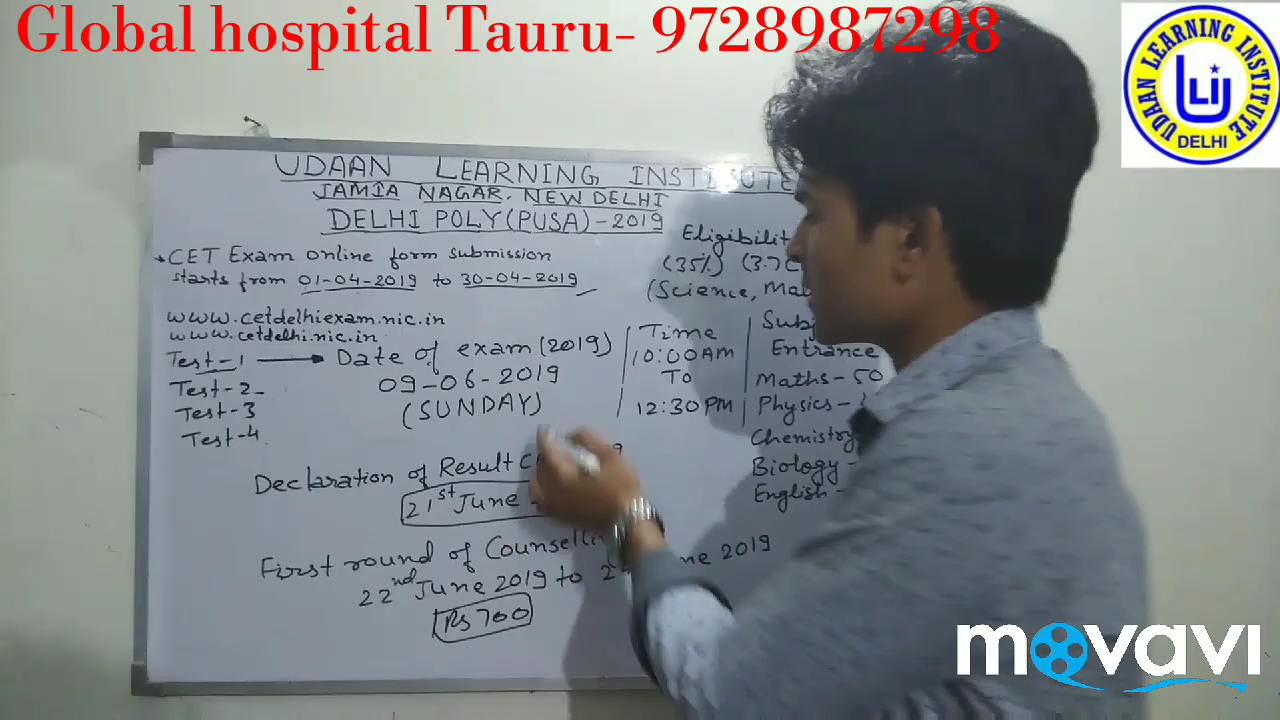 Global hospital Tauru- 9728987298
UDAAN LEARNING INSTITUTE
DELHI
ULI
UDAAN LEARNING INSTITUTE
JAMIA NAGAR, NEW DELHI
DELHI POLY(PUSA)-2019
CET Exam online form submission
starts from 01-04-2019 to 30-04-2019
www.cetdelhiexam.nic.in
www.cetdelhi.nic.in
Test-1 → Date of exam (2019)
Test-2 09-06-2019
Test-3 (SUNDAY)
Test-4
Time
10:00AM
To
12:30PM
(35%)
(Science,
Entrance
Maths-50
Physics-
Chemistry
Biology-
English-
Declaration of Result
21st June
First round of
22nd June 2019 to June 2019
Rs 700
movavi